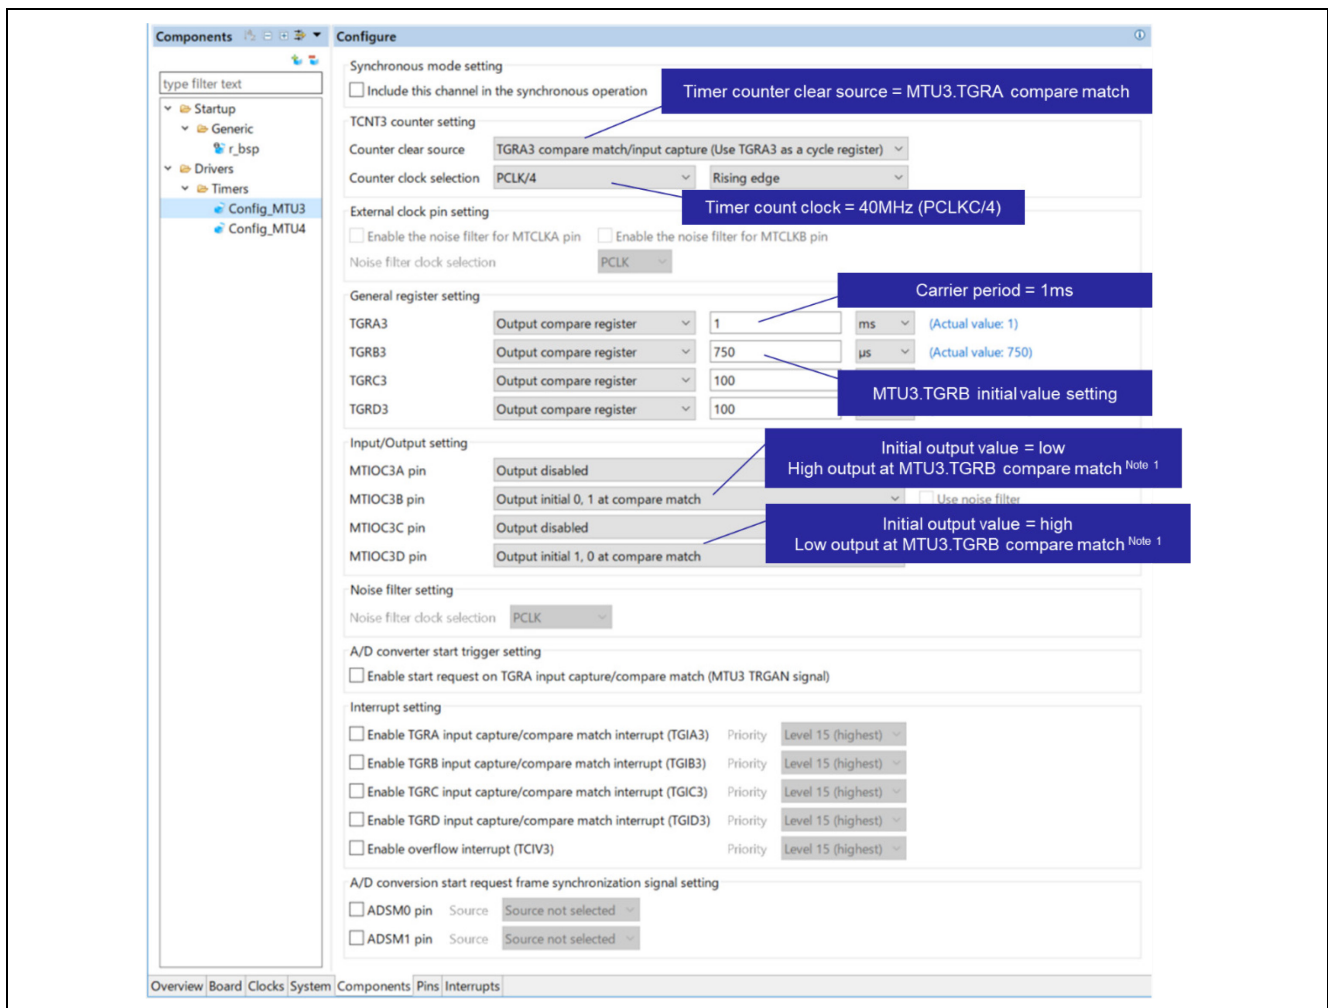 Components
Configure
type filter text
Startup
Generic
r_bsp
Drivers
Timers
Config_MTU3
Config_MTU4
Synchronous mode setting
Include this channel in the synchronous operation
Timer counter clear source = MTU3.TGRA compare match
TCNT3 counter setting
Counter clear source TGRA3 compare match/input capture (Use TGRA3 as a cycle register)
Counter clock selection PCLK/4 Rising edge
Timer count clock = 40MHz (PCLKC/4)
External clock pin setting
Enable the noise filter for MTCLKA pin Enable the noise filter for MTCLKB pin
Noise filter clock selection PCLK
Carrier period = 1ms
General register setting
TGRA3 Output compare register 1 ms (Actual value: 1)
TGRB3 Output compare register 750 µs (Actual value: 750)
TGRC3 Output compare register 100
MTU3.TGRB initial value setting
TGRD3 Output compare register 100
Input/Output setting
Initial output value = low
High output at MTU3.TGRB compare match Note 1
MTIOC3A pin Output disabled
MTIOC3B pin Output initial 0, 1 at compare match Use noise filter
MTIOC3C pin Output disabled
Initial output value = high
Low output at MTU3.TGRB compare match Note 1
MTIOC3D pin Output initial 1, 0 at compare match
Noise filter setting
Noise filter clock selection PCLK
A/D converter start trigger setting
Enable start request on TGRA input capture/compare match (MTU3 TRGAN signal)
Interrupt setting
Enable TGRA input capture/compare match interrupt (TGIA3) Priority Level 15 (highest)
Enable TGRB input capture/compare match interrupt (TGIB3) Priority Level 15 (highest)
Enable TGRC input capture/compare match interrupt (TGIC3) Priority Level 15 (highest)
Enable TGRD input capture/compare match interrupt (TGID3) Priority Level 15 (highest)
Enable overflow interrupt (TCIV3) Priority Level 15 (highest)
A/D conversion start request frame synchronization signal setting
ADSM0 pin Source Source not selected
ADSM1 pin Source Source not selected
Overview Board Clocks System Components Pins Interrupts